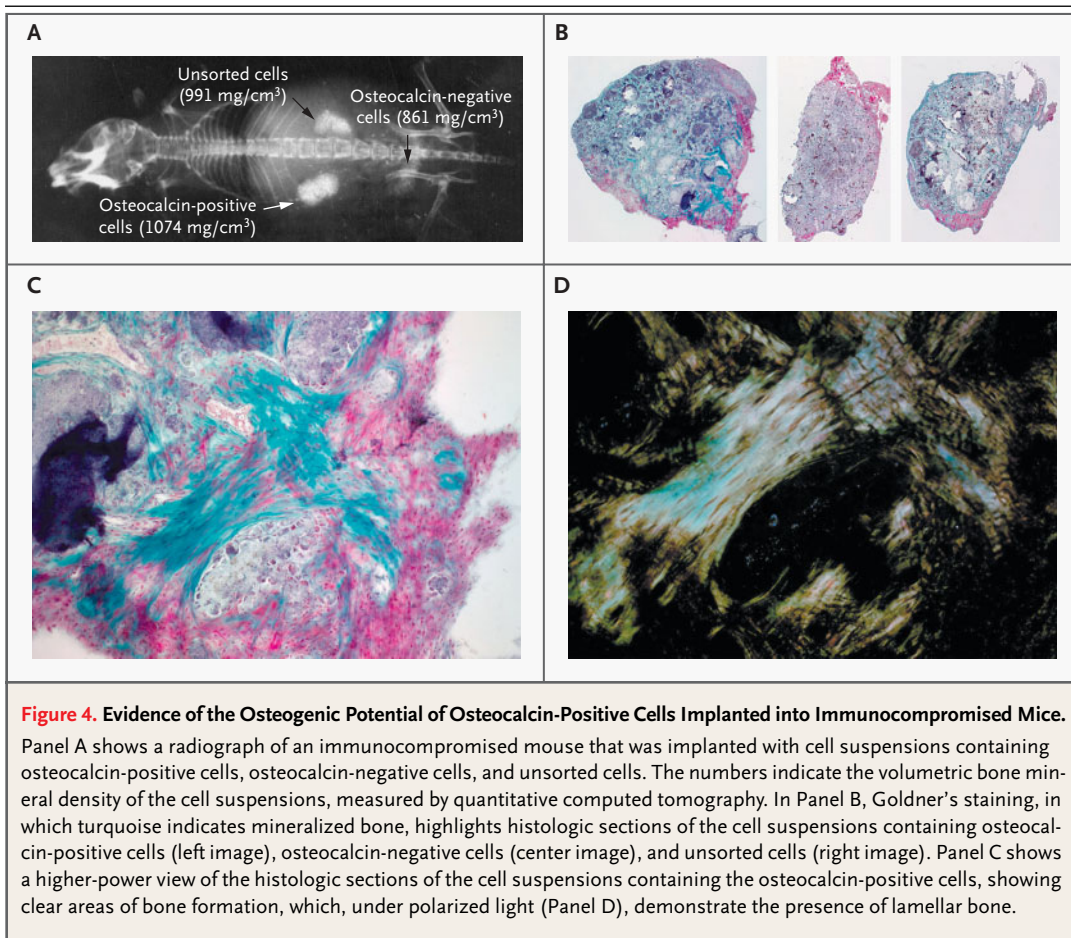 A
Unsorted cells
(991 mg/cm³)
Osteocalcin-negative
cells (861 mg/cm³)
Osteocalcin-positive
cells (1074 mg/cm³)
B
C
D
Figure 4. Evidence of the Osteogenic Potential of Osteocalcin-Positive Cells Implanted into Immunocompromised Mice.
Panel A shows a radiograph of an immunocompromised mouse that was implanted with cell suspensions containing
osteocalcin-positive cells, osteocalcin-negative cells, and unsorted cells. The numbers indicate the volumetric bone min-
eral density of the cell suspensions, measured by quantitative computed tomography. In Panel B, Goldner's staining, in
which turquoise indicates mineralized bone, highlights histologic sections of the cell suspensions containing osteocal-
cin-positive cells (left image), osteocalcin-negative cells (center image), and unsorted cells (right image). Panel C shows
a higher-power view of the histologic sections of the cell suspensions containing the osteocalcin-positive cells, showing
clear areas of bone formation, which, under polarized light (Panel D), demonstrate the presence of lamellar bone.